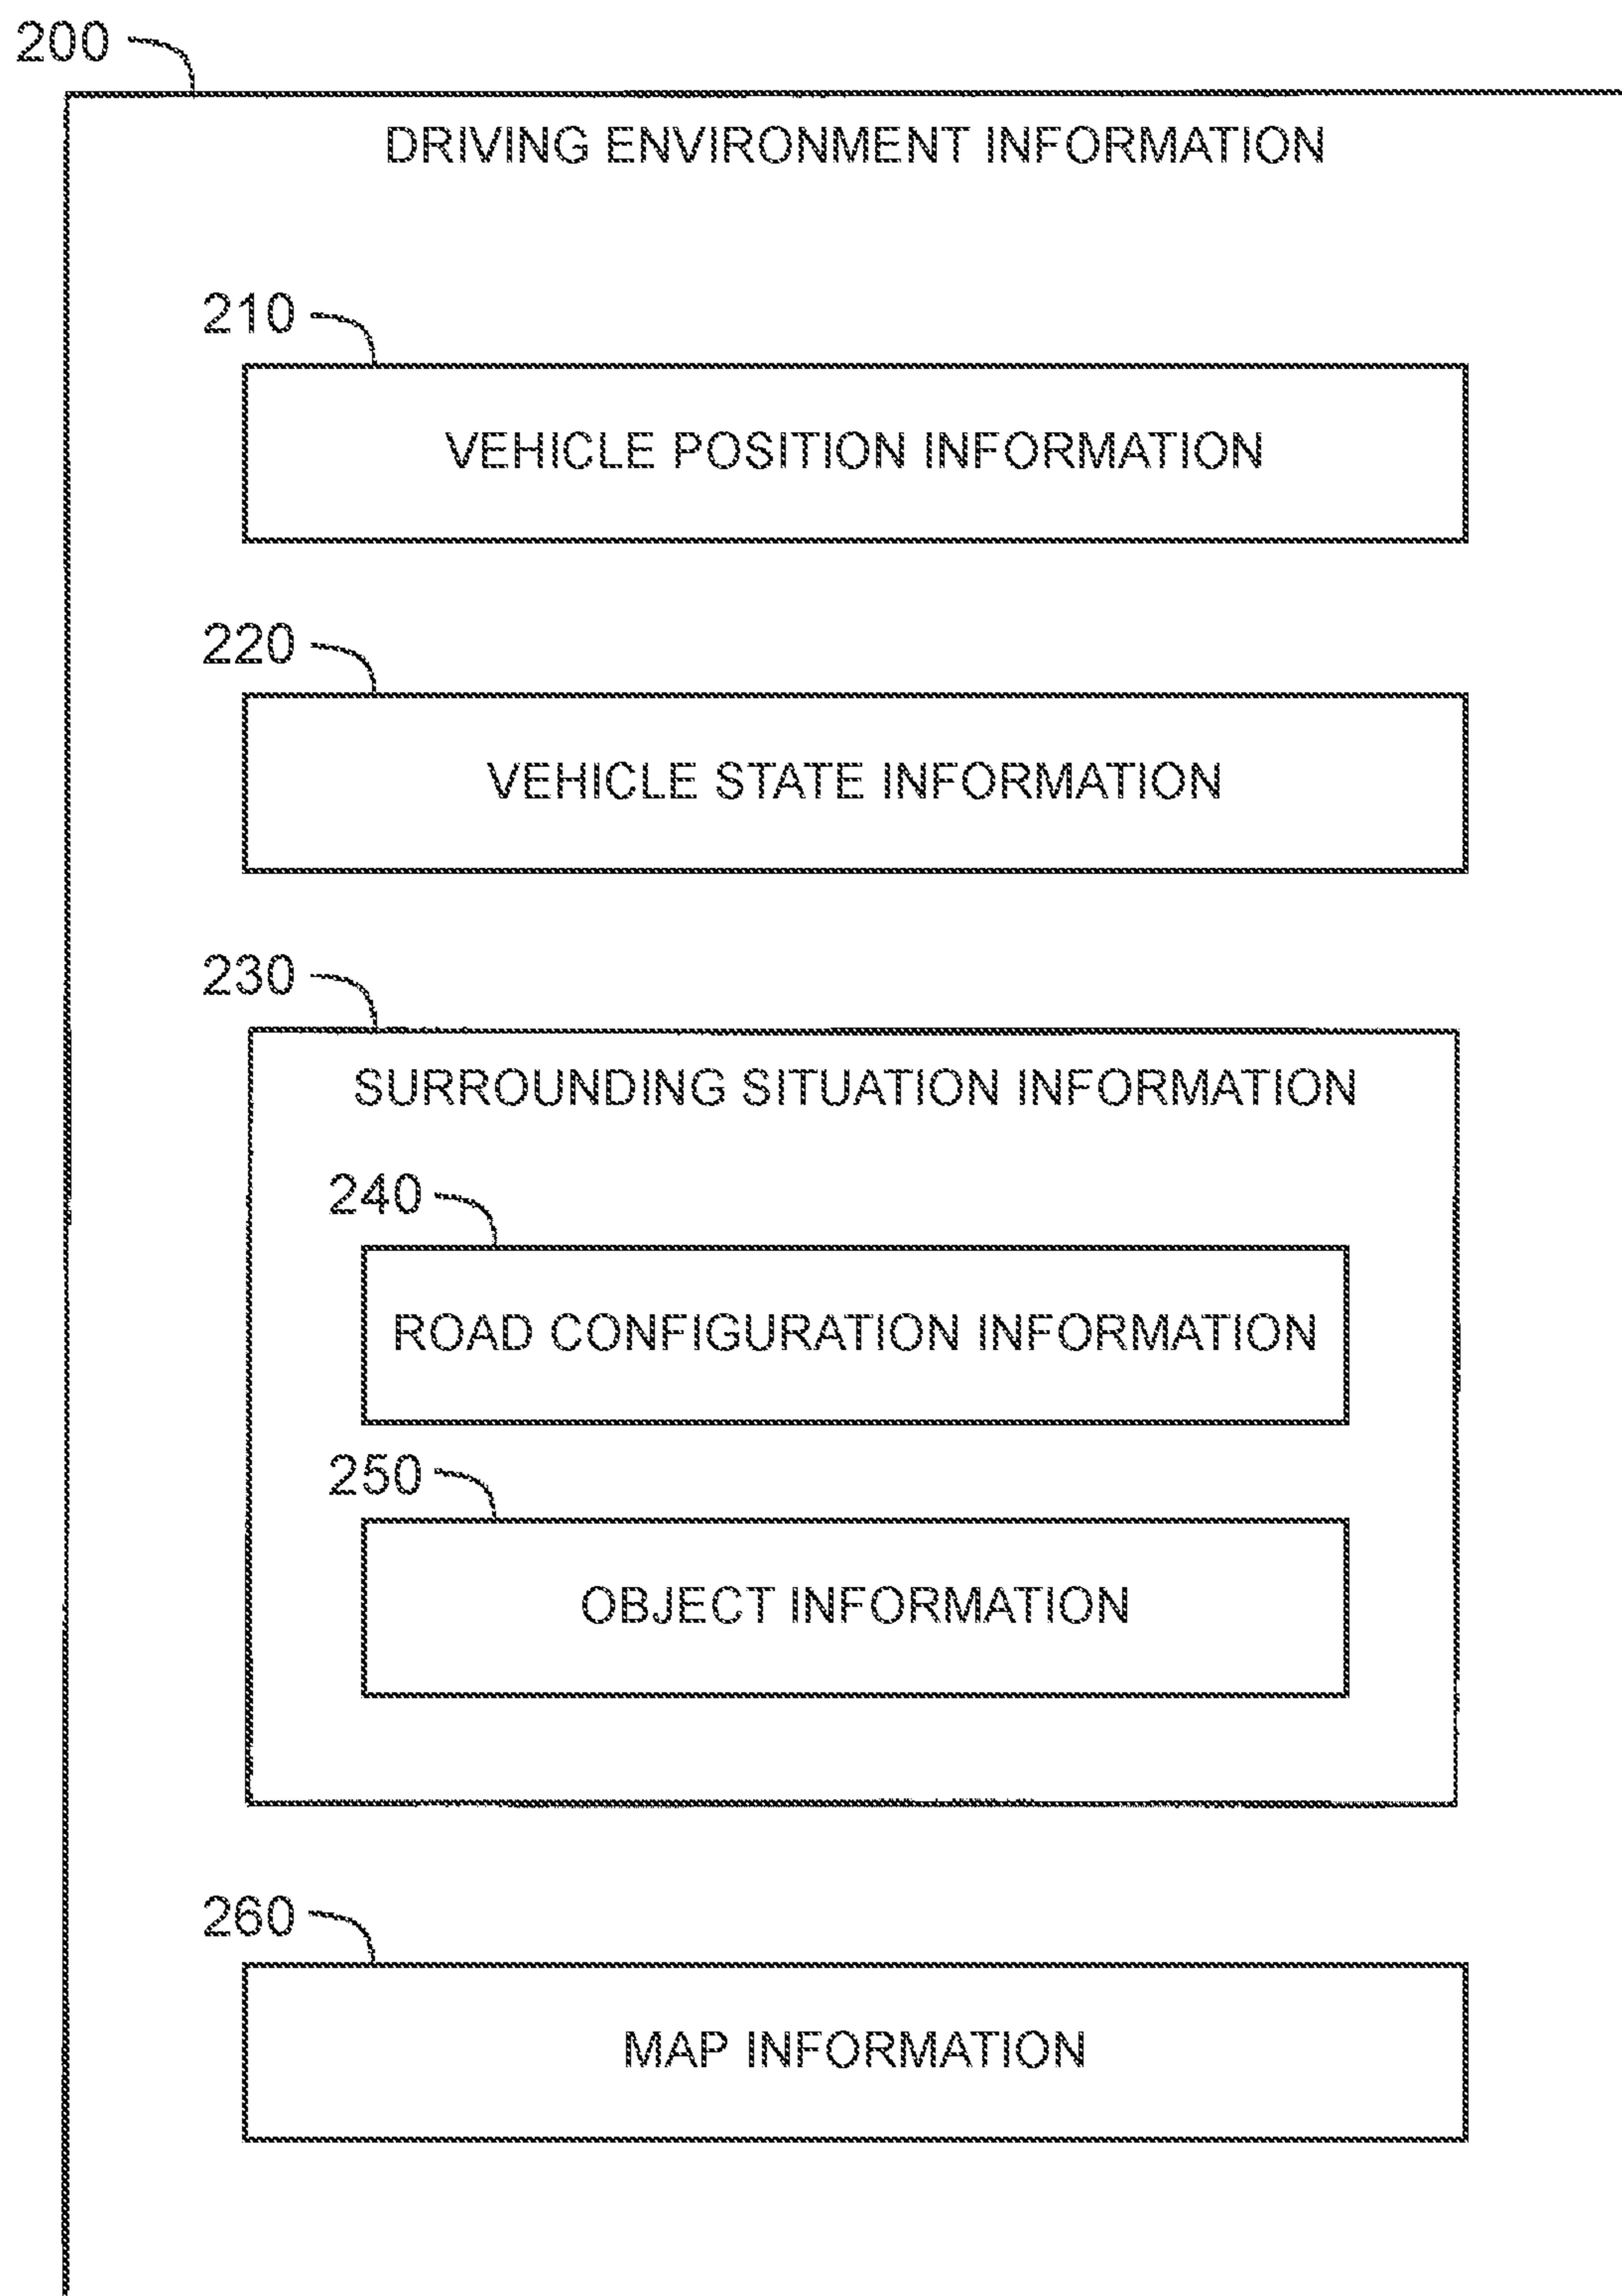 200
DRIVING ENVIRONMENT INFORMATION
210
VEHICLE POSITION INFORMATION
220
VEHICLE STATE INFORMATION
230
SURROUNDING SITUATION INFORMATION
240
ROAD CONFIGURATION INFORMATION
250
OBJECT INFORMATION
260
MAP INFORMATION